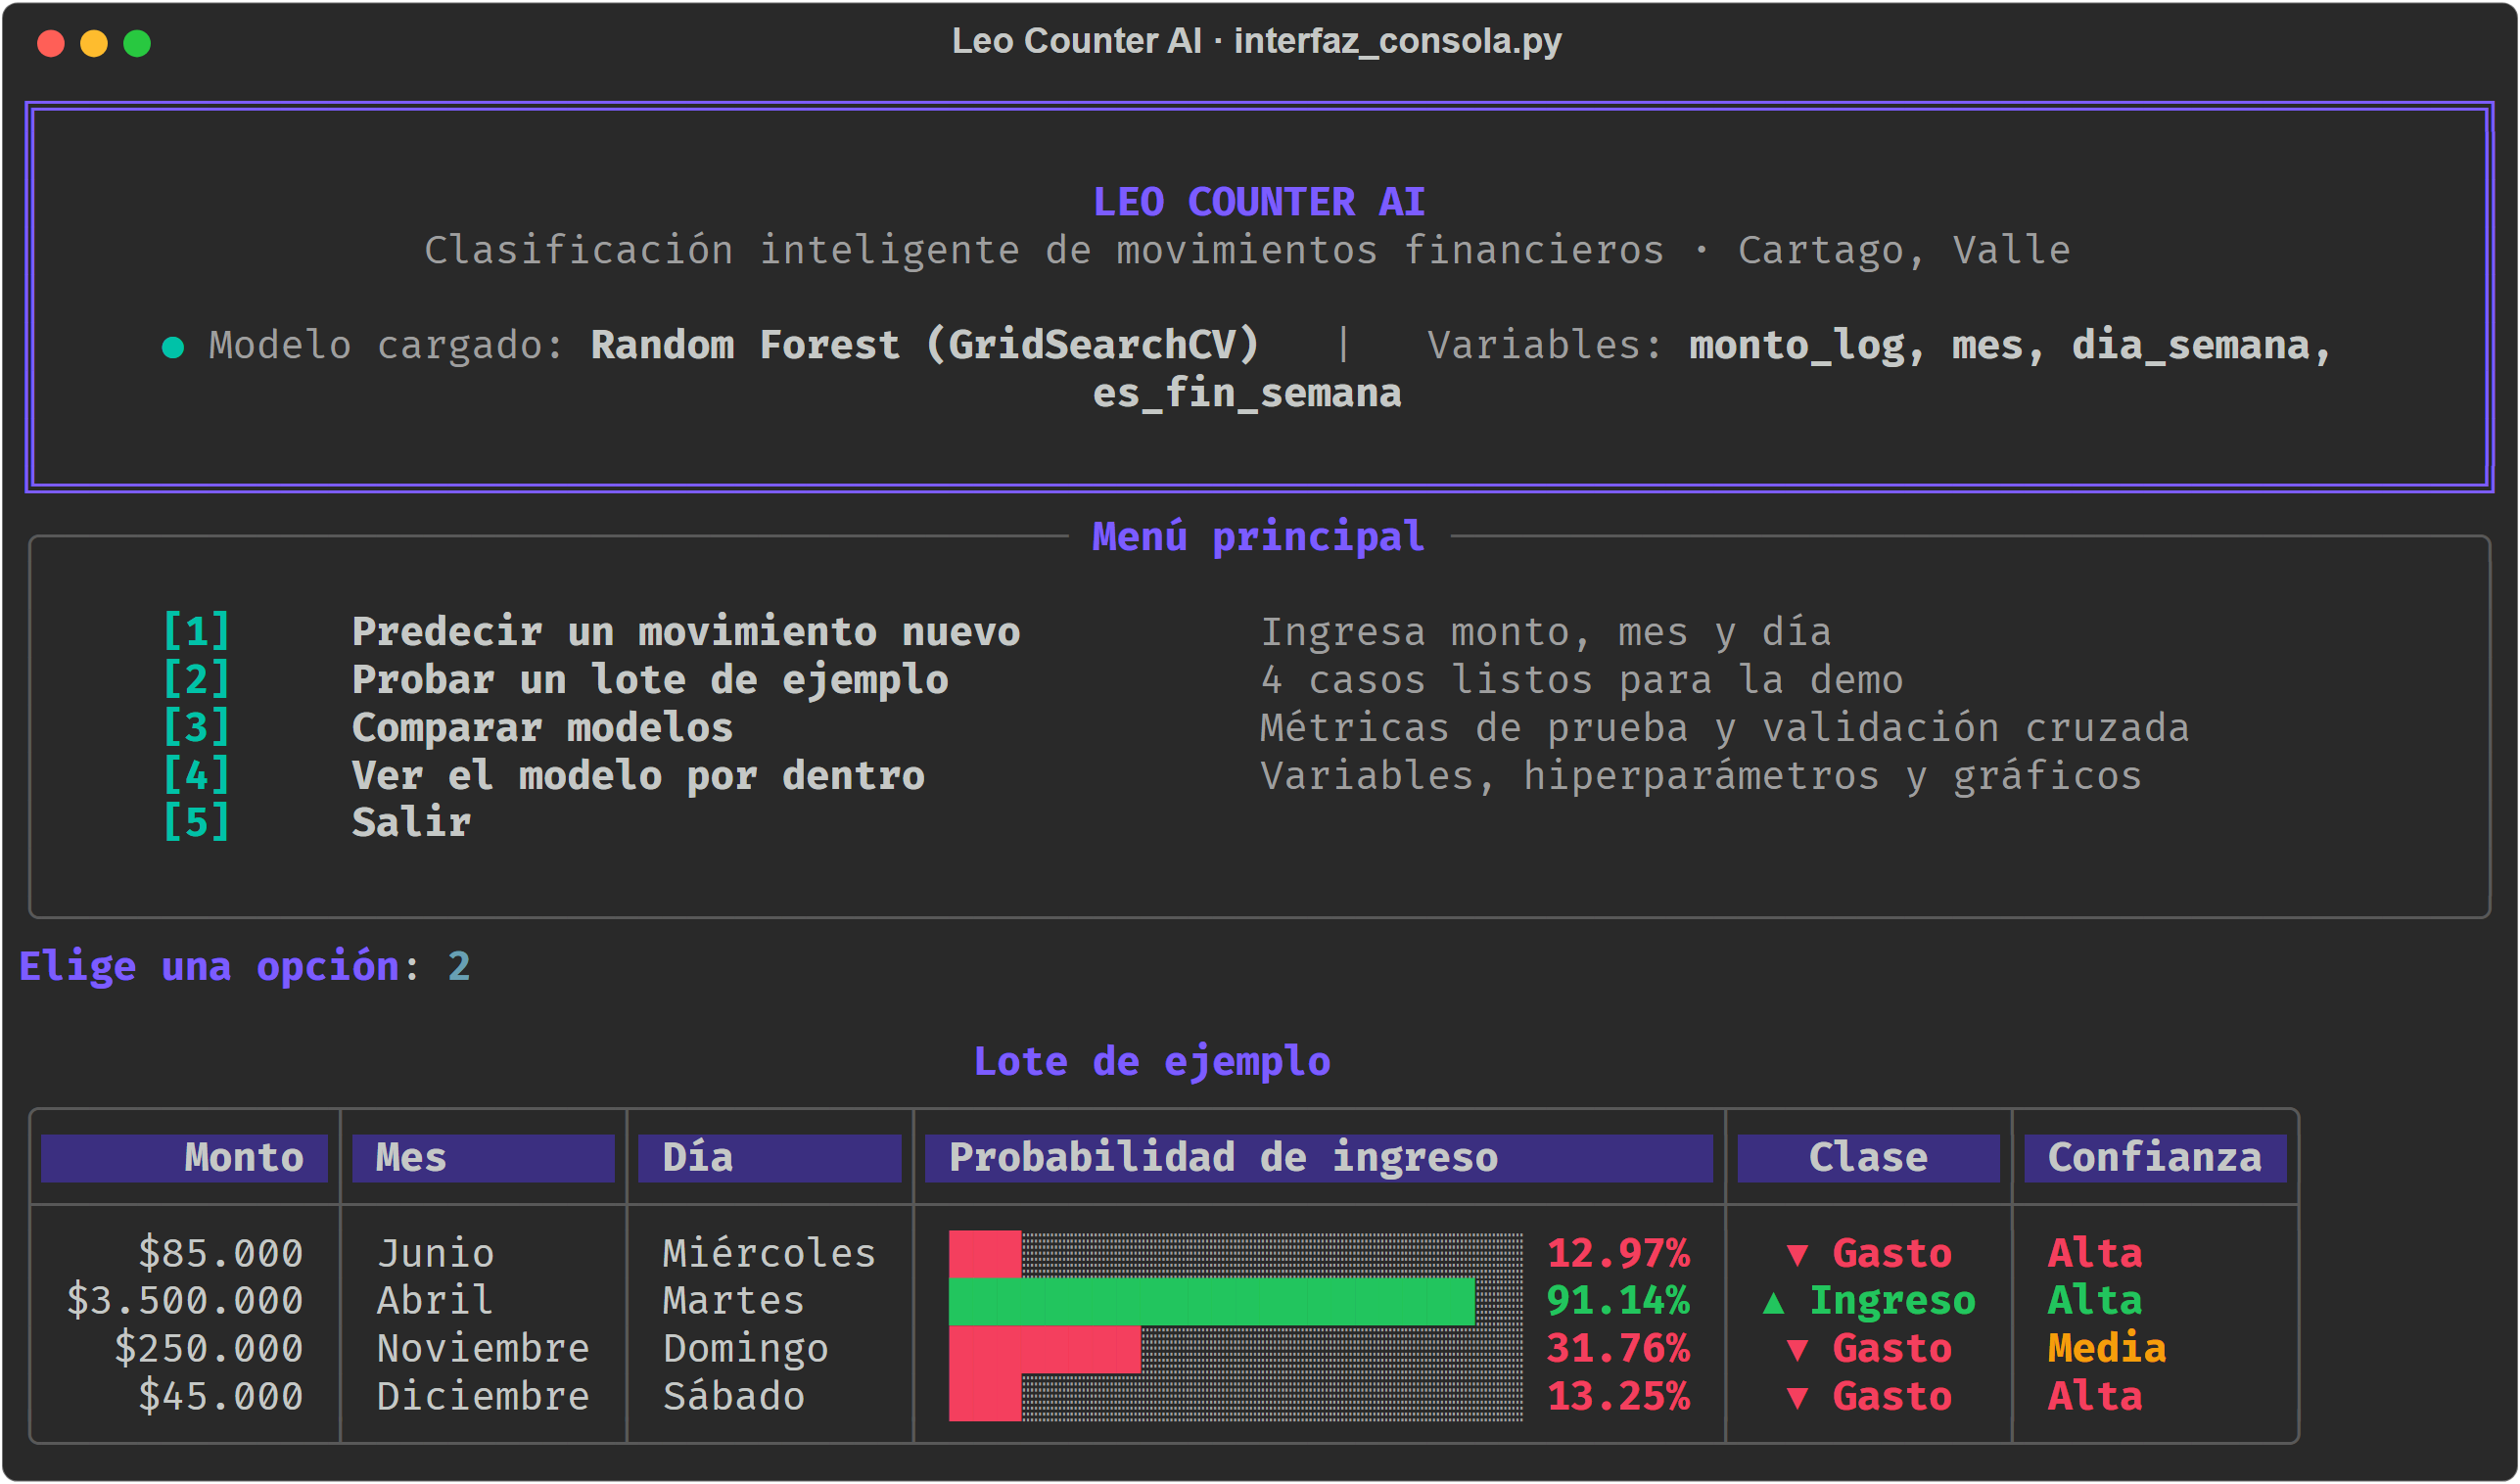 Leo Counter AI · interfaz_consola.py
LEO COUNTER AI
Clasificación inteligente de movimientos financieros · Cartago, Valle
● Modelo cargado: Random Forest (GridSearchCV) | Variables: monto_log, mes, dia_semana,
es_fin_semana
Menú principal
[1] Predecir un movimiento nuevo Ingresa monto, mes y día
[2] Probar un lote de ejemplo 4 casos listos para la demo
[3] Comparar modelos Métricas de prueba y validación cruzada
[4] Ver el modelo por dentro Variables, hiperparámetros y gráficos
[5] Salir
Elige una opción: 2
Lote de ejemplo
Monto Mes Día Probabilidad de ingreso Clase Confianza
$85.000 Junio Miércoles 12.97% ▼ Gasto Alta
$3.500.000 Abril Martes 91.14% ▲ Ingreso Alta
$250.000 Noviembre Domingo 31.76% ▼ Gasto Media
$45.000 Diciembre Sábado 13.25% ▼ Gasto Alta